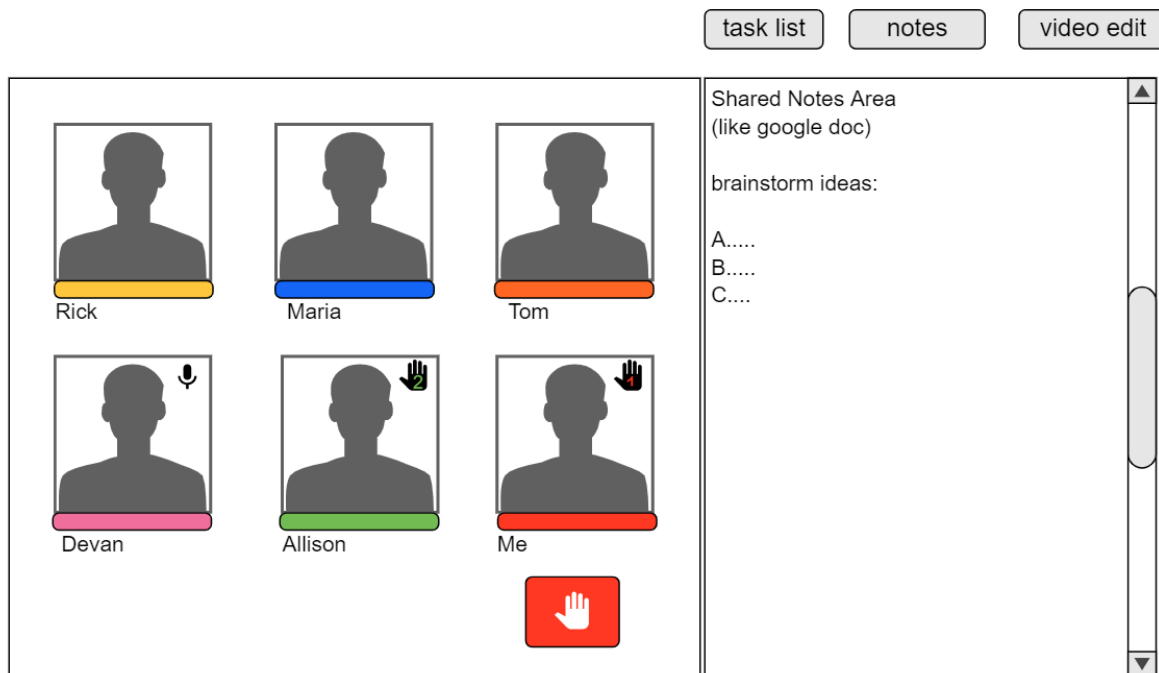 task list
notes
video edit
Shared Notes Area
(like google doc)
brainstorm ideas:
A.....
B.....
C....
Rick
Maria
Tom
2
1
Devan
Allison
Me